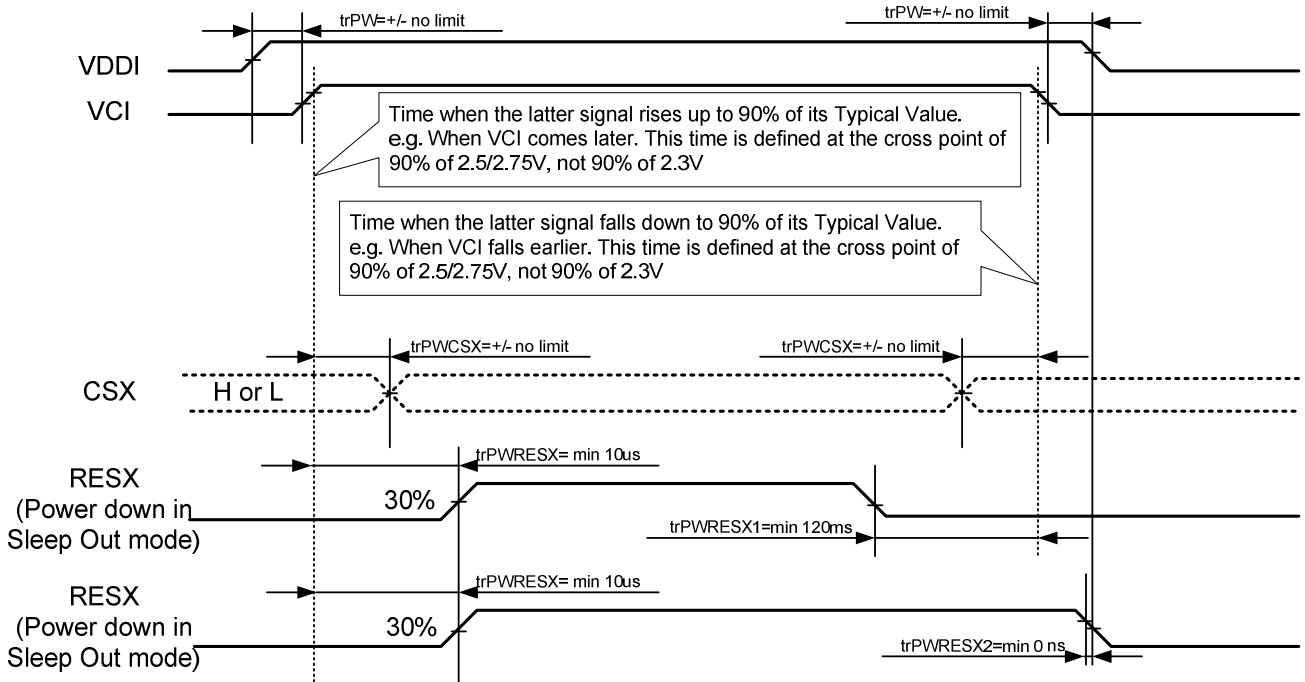 trPW=+/- no limit
trPW=+/- no limit
VDDI
VCI
Time when the latter signal rises up to 90% of its Typical Value.
e.g. When VCI comes later. This time is defined at the cross point of
90% of 2.5/2.75V, not 90% of 2.3V
Time when the latter signal falls down to 90% of its Typical Value.
e.g. When VCI falls earlier. This time is defined at the cross point of
90% of 2.5/2.75V, not 90% of 2.3V
trPWCSX=+/- no limit
trPWCSX=+/- no limit
CSX
H or L
trPWRESX= min 10us
RESX
(Power down in
Sleep Out mode)
30%
trPWRESX1=min 120ms
trPWRESX= min 10us
RESX
(Power down in
Sleep Out mode)
30%
trPWRESX2=min 0 ns